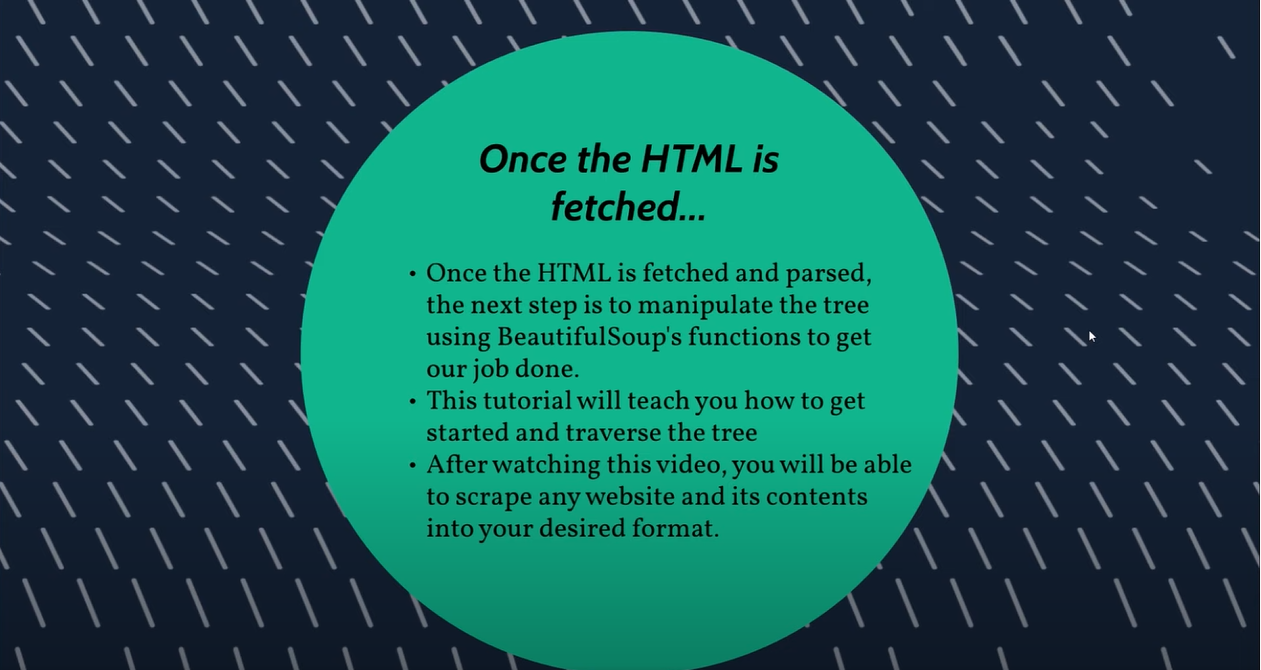 Once the HTML is
fetched...
• Once the HTML is fetched and parsed,
the next step is to manipulate the tree
using BeautifulSoup's functions to get
our job done.
• This tutorial will teach you how to get
started and traverse the tree
• After watching this video, you will be able
to scrape any website and its contents
into your desired format.